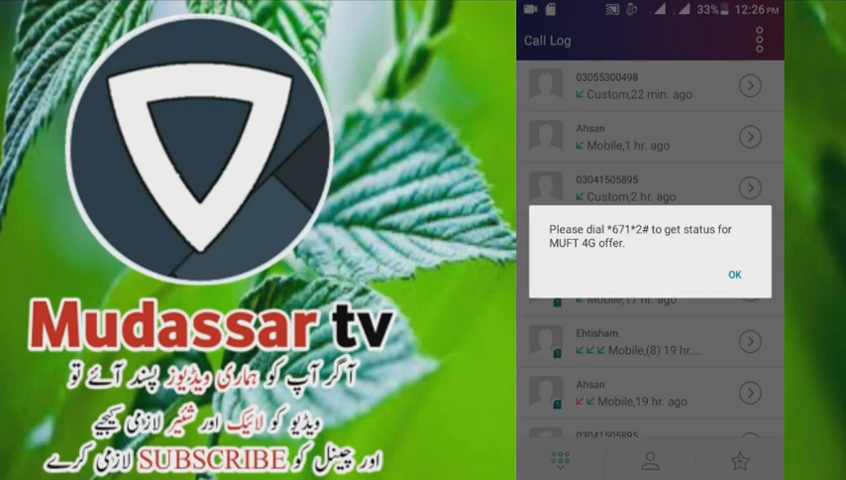 Mudassar tv
آگر آپ کو ہماری ویڈیوز پسند آئے تو
ویڈیو کو لائیک اور شئیر لازمی کیجیے
اور چینل کو SUBSCRIBE لازمی کرے
33% 12:26 PM
Call Log
03055300498
Custom,22 min. ago
Ahsan
Mobile,1 hr. ago
03041505895
Custom,2 hr. ago
Please dial *671*2# to get status for
MUFT 4G offer.
OK
Mobile,17 hr. ago
Ehtisham
Mobile,(8) 19 hr....
Ahsan
Mobile,19 hr. ago
03041505895